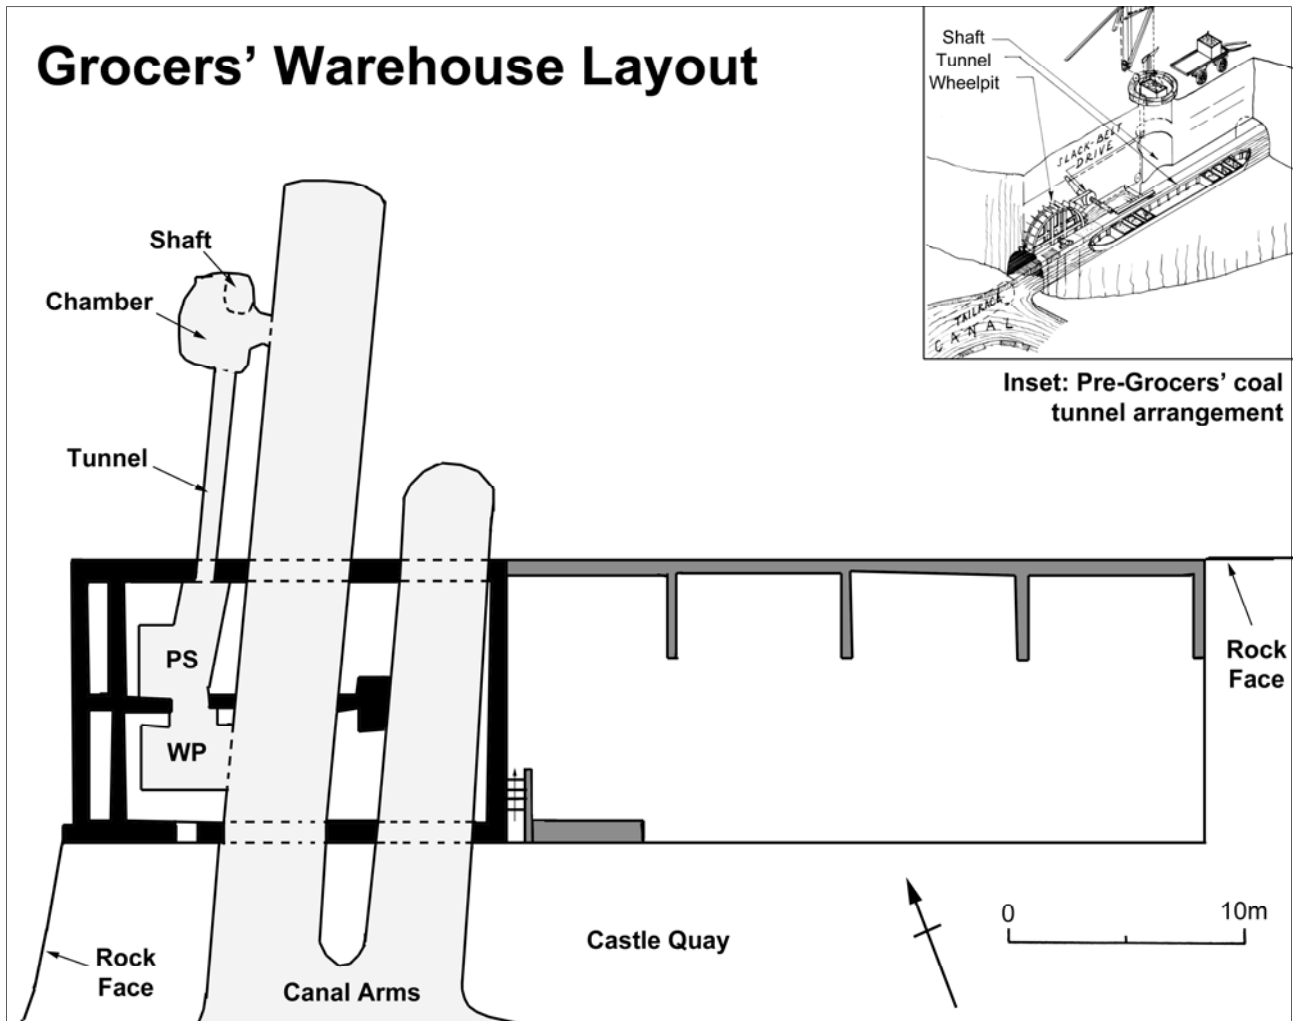 Grocers’ Warehouse Layout
Shaft
Tunnel
Wheelpit
SLACK-BELT
DRIVE
TAILRACE
CANAL
Inset: Pre-Grocers’ coal
tunnel arrangement
Shaft
Chamber
Tunnel
PS
WP
Rock
Face
Rock
Face
Canal Arms
Castle Quay
0
10m